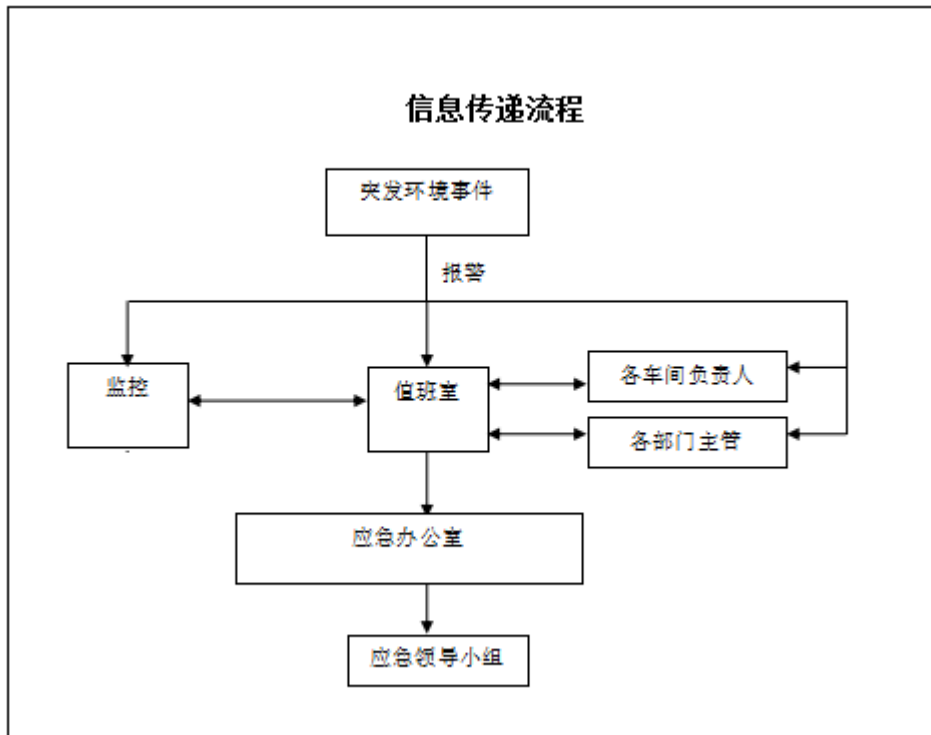 信息传递流程
突发环境事件
报警
监控
值班室
各车间负责人
各部门主管
应急办公室
应急领导小组